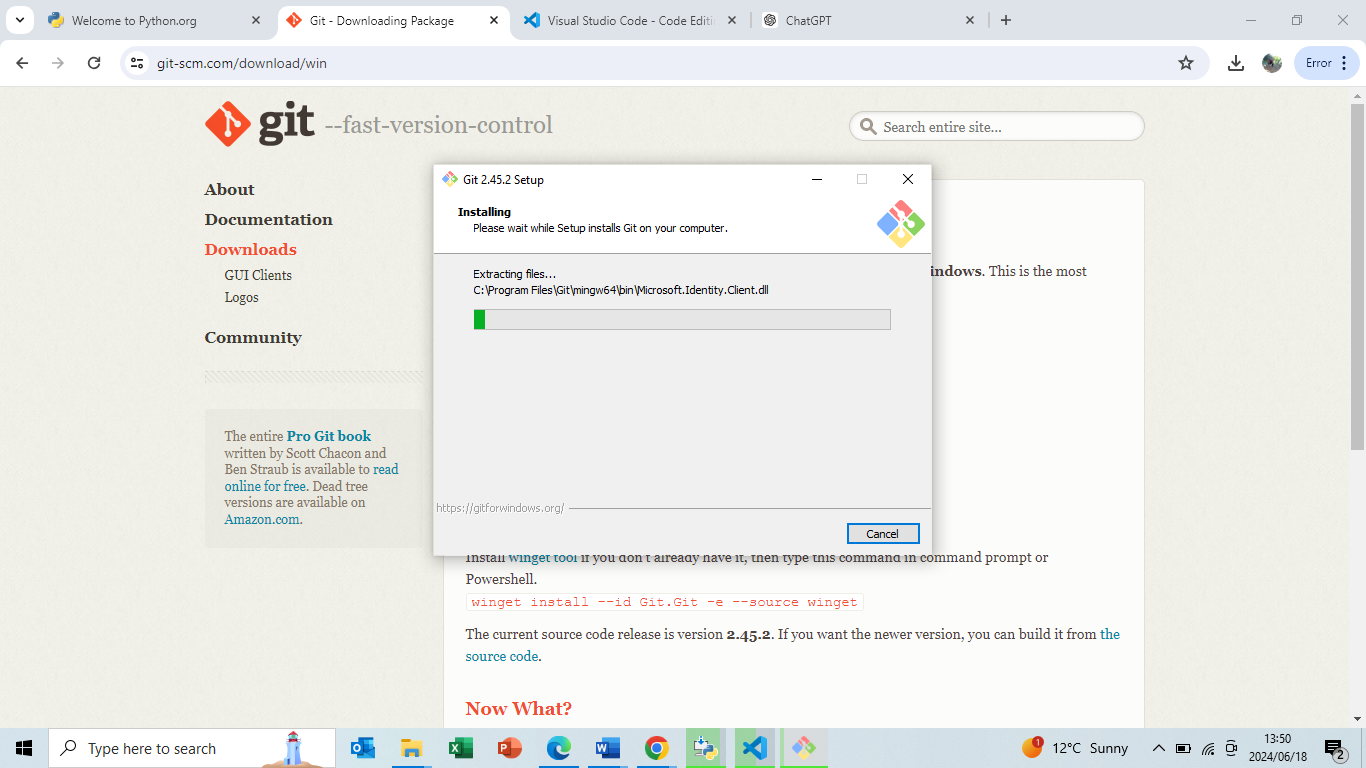 Welcome to Python.org
Git - Downloading Package
Visual Studio Code - Code Editi
ChatGPT
git-scm.com/download/win
Error
git --fast-version-control
Search entire site...
About
Documentation
Downloads
GUI Clients
Logos
Community
The entire Pro Git book
written by Scott Chacon and
Ben Straub is available to read
online for free. Dead tree
versions are available on
Amazon.com.
Git 2.45.2 Setup
Installing
Please wait while Setup installs Git on your computer.
Extracting files...
C:\Program Files\Git\mingw64\bin\Microsoft.Identity.Client.dll
https://gitforwindows.org/
Cancel
indows. This is the most
Install winget tool if you don't already have it, then type this command in command prompt or
Powershell.
winget install --id Git.Git -e --source winget
The current source code release is version 2.45.2. If you want the newer version, you can build it from the
source code.
Now What?
Type here to search
1
12°C Sunny
13:50
2024/06/18
2